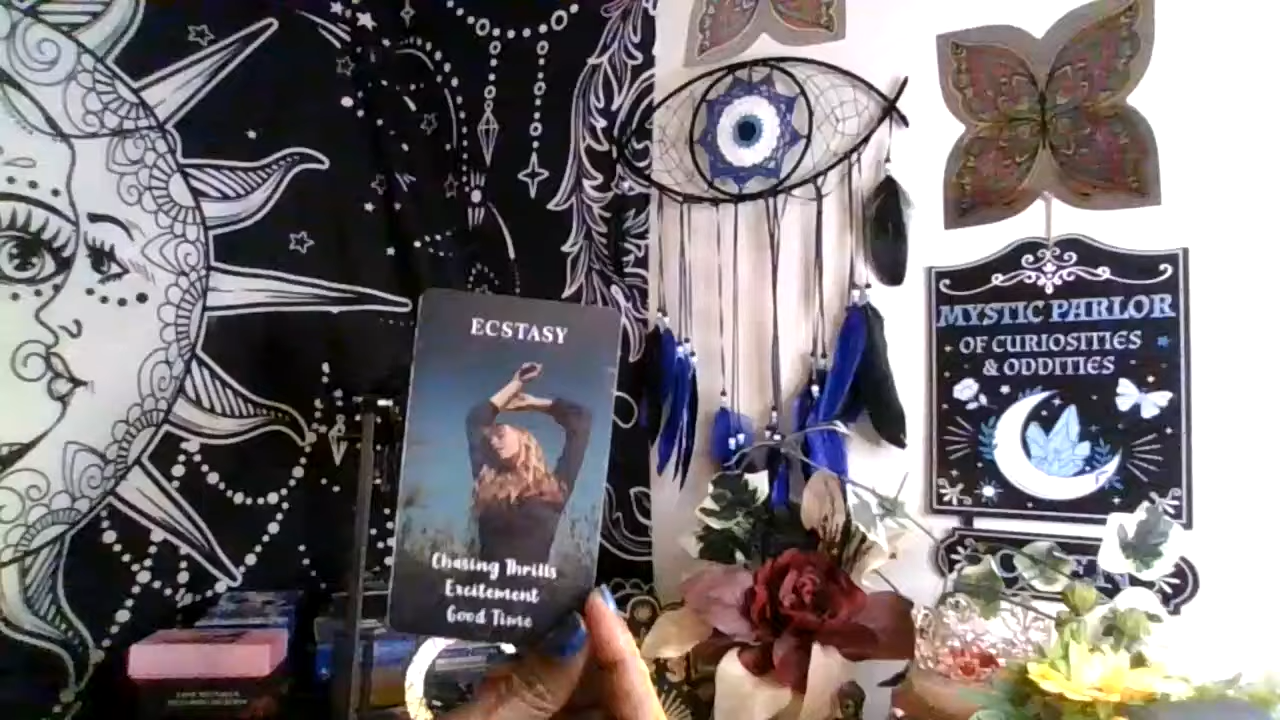 ECSTASY
Chasing Thrills
Excitement
Good Time
MYSTIC PARLOR
OF CURIOSITIES
& ODDITIES